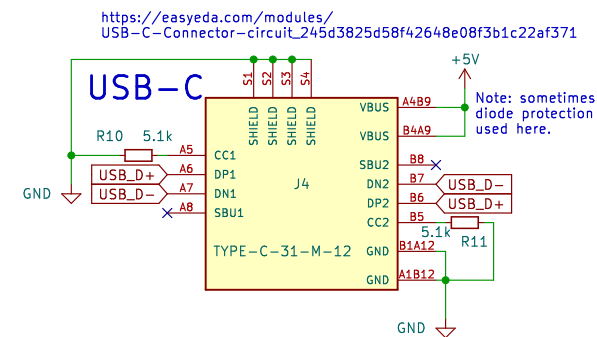 https://easyeda.com/modules/
USB-C-Connector-circuit_245d3825d58f42648e08f3b1c22af371
+5V
USB-C
S1
S2
S3
S4
SHIELD
SHIELD
SHIELD
SHIELD
VBUS
A4B9
Note: sometimes
diode protection
used here.
VBUS
B4A9
R10
5.1k
A5
CC1
SBU2
B8
USB_D+
A6
DP1
J4
DN2
B7
USB_D-
GND
USB_D-
A7
DN1
DP2
B6
USB_D+
A8
SBU1
CC2
B5
5.1k
R11
TYPE-C-31-M-12
GND
B1A12
GND
A1B12
GND